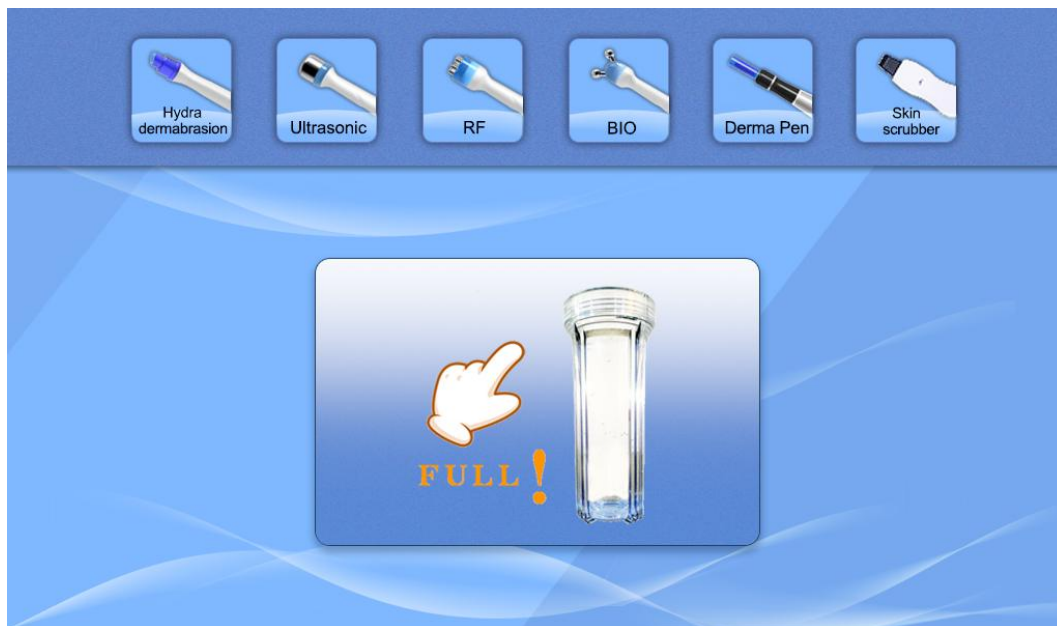 Hydra
dermabrasion
Ultrasonic
RF
BIO
Derma Pen
Skin
scrubber
FULL!